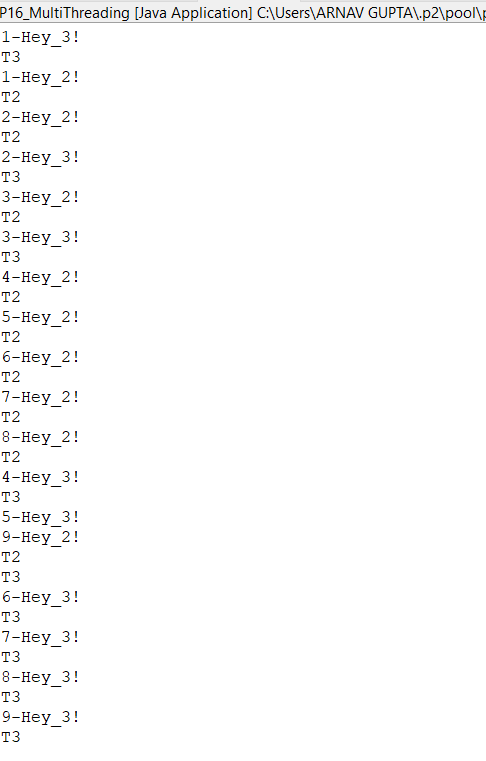 P16_MultiThreading [Java Application] C:\Users\ARNAV GUPTA\.p2\pool\p
1-Hey_3!
T3
1-Hey_2!
T2
2-Hey_2!
T2
2-Hey_3!
T3
3-Hey_2!
T2
3-Hey_3!
T3
4-Hey_2!
T2
5-Hey_2!
T2
6-Hey_2!
T2
7-Hey_2!
T2
8-Hey_2!
T2
4-Hey_3!
T3
5-Hey_3!
9-Hey_2!
T2
T3
6-Hey_3!
T3
7-Hey_3!
T3
8-Hey_3!
T3
9-Hey_3!
T3